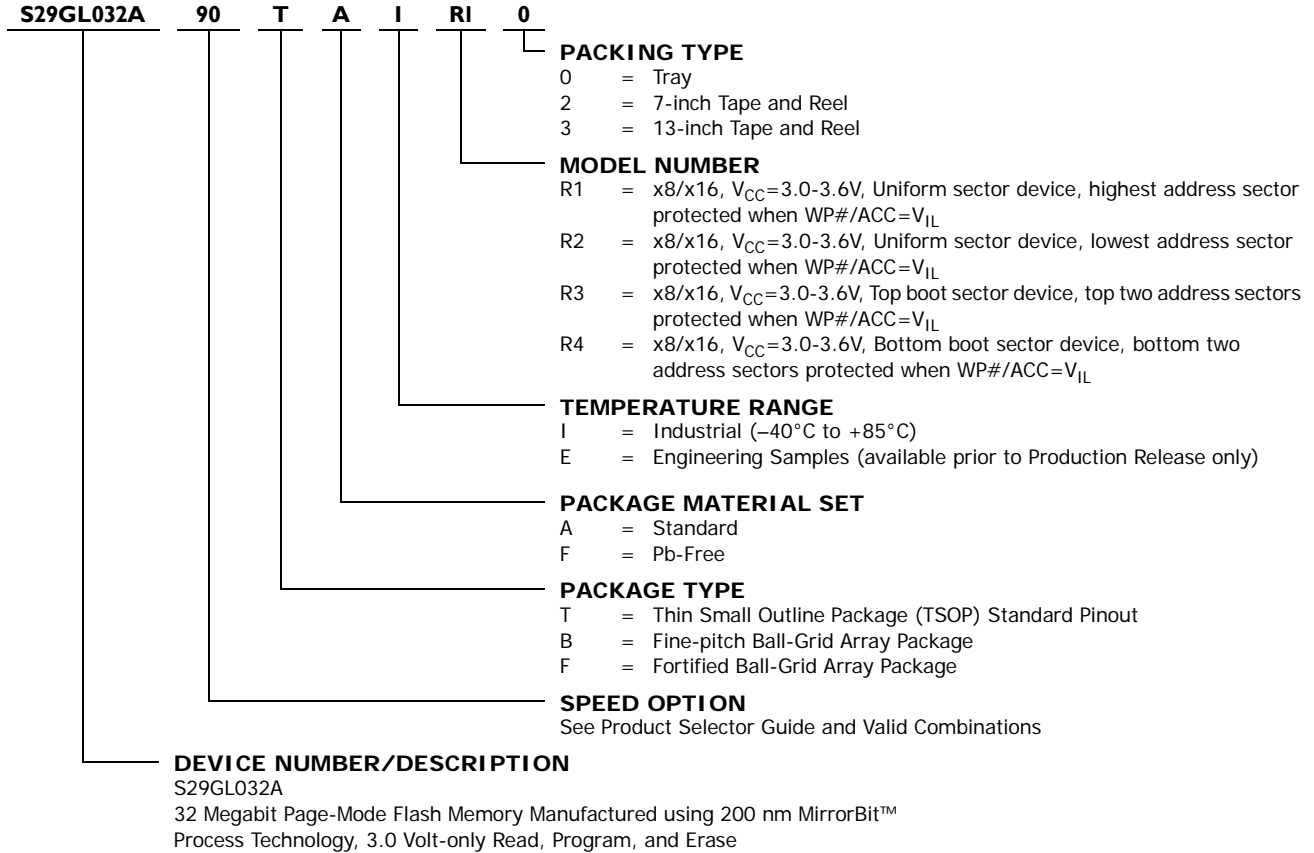 S29GL032A 90 T A I R1 0
PACKING TYPE
0 = Tray
2 = 7-inch Tape and Reel
3 = 13-inch Tape and Reel
MODEL NUMBER
R1 = x8/x16, VCC=3.0-3.6V, Uniform sector device, highest address sector
protected when WP#/ACC=VIL
R2 = x8/x16, VCC=3.0-3.6V, Uniform sector device, lowest address sector
protected when WP#/ACC=VIL
R3 = x8/x16, VCC=3.0-3.6V, Top boot sector device, top two address sectors
protected when WP#/ACC=VIL
R4 = x8/x16, VCC=3.0-3.6V, Bottom boot sector device, bottom two
address sectors protected when WP#/ACC=VIL
TEMPERATURE RANGE
I = Industrial (–40°C to +85°C)
E = Engineering Samples (available prior to Production Release only)
PACKAGE MATERIAL SET
A = Standard
F = Pb-Free
PACKAGE TYPE
T = Thin Small Outline Package (TSOP) Standard Pinout
B = Fine-pitch Ball-Grid Array Package
F = Fortified Ball-Grid Array Package
SPEED OPTION
See Product Selector Guide and Valid Combinations
DEVICE NUMBER/DESCRIPTION
S29GL032A
32 Megabit Page-Mode Flash Memory Manufactured using 200 nm MirrorBit™
Process Technology, 3.0 Volt-only Read, Program, and Erase